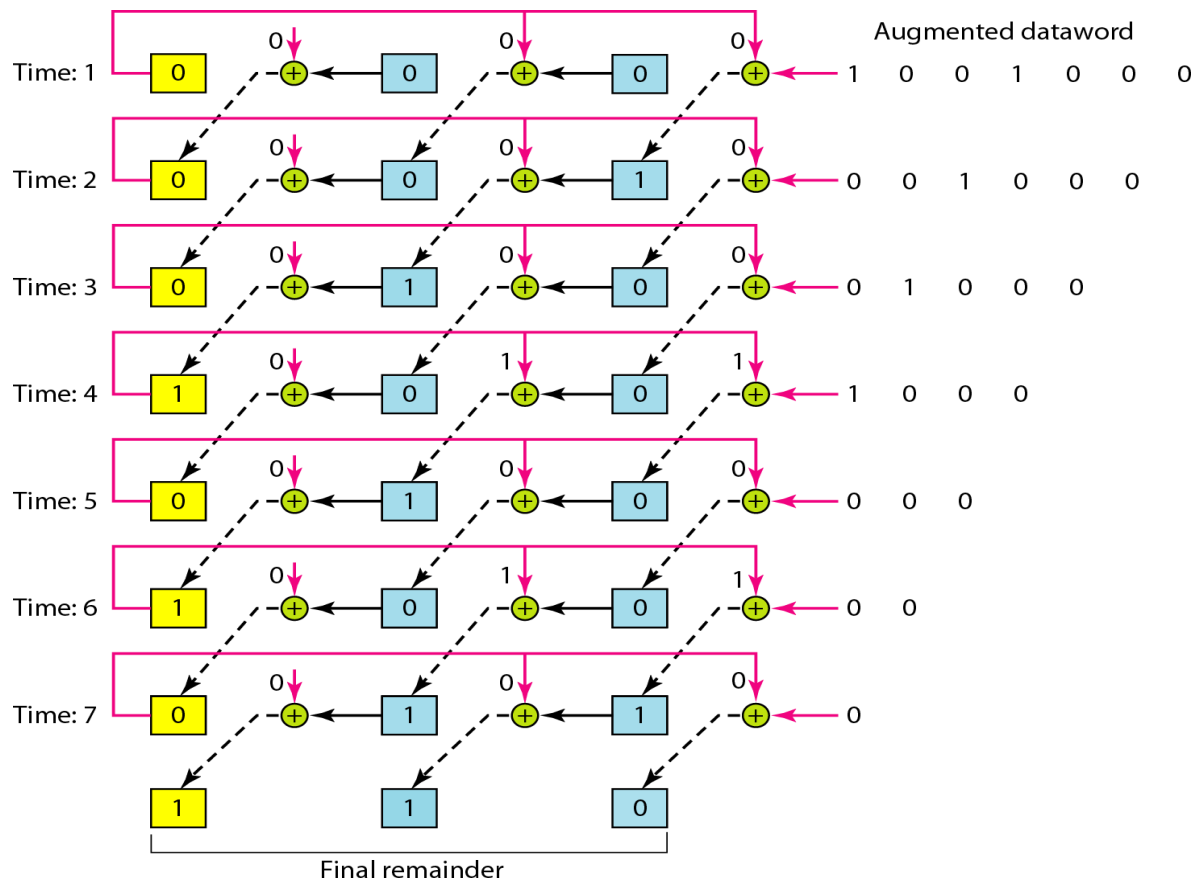 Augmented dataword
0 0 0
Time: 1 0 + 0 + 0 + 1 0 0 1 0 0 0
0 0 0
Time: 2 0 + 0 + 1 + 0 0 1 0 0 0
0 0 0
Time: 3 0 + 1 + 0 + 0 1 0 0 0
0 1 1
Time: 4 1 + 0 + 0 + 1 0 0 0
0 0 0
Time: 5 0 + 1 + 0 + 0 0 0
0 1 1
Time: 6 1 + 0 + 0 + 0 0
0 0 0
Time: 7 0 + 1 + 1 + 0
1 1 0
Final remainder